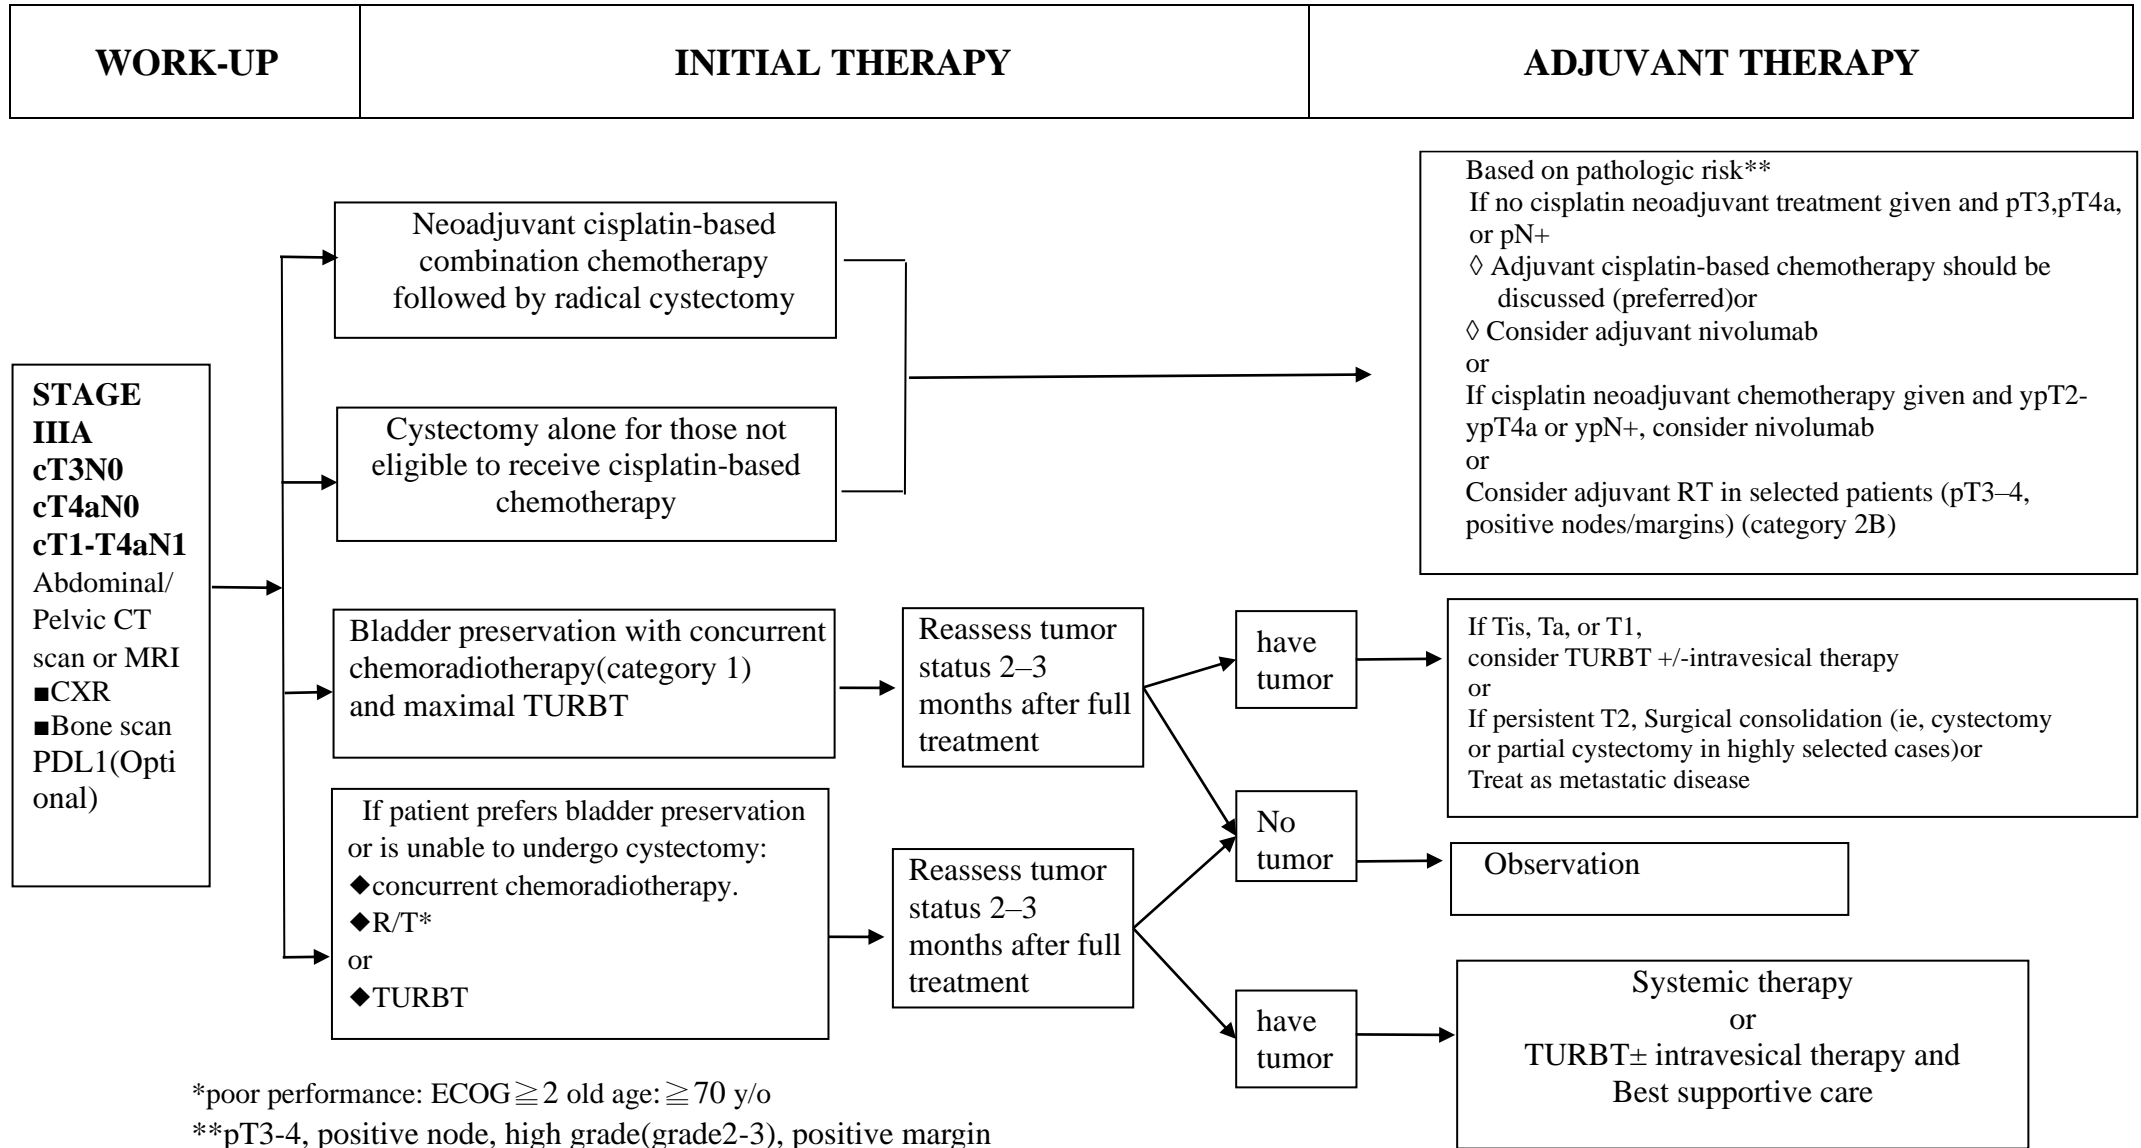 WORK-UP
INITIAL THERAPY
ADJUVANT THERAPY
STAGE
IIIA
cT3N0
cT4aN0
cT1-T4aN1
Abdominal/
Pelvic CT
scan or MRI
■CXR
■Bone scan
PDL1(Opti
onal)
Neoadjuvant cisplatin-based
combination chemotherapy
followed by radical cystectomy
Cystectomy alone for those not
eligible to receive cisplatin-based
chemotherapy
Based on pathologic risk**
If no cisplatin neoadjuvant treatment given and pT3,pT4a,
or pN+
◊ Adjuvant cisplatin-based chemotherapy should be
discussed (preferred)or
◊ Consider adjuvant nivolumab
or
If cisplatin neoadjuvant chemotherapy given and ypT2-
ypT4a or ypN+, consider nivolumab
or
Consider adjuvant RT in selected patients (pT3–4,
positive nodes/margins) (category 2B)
Bladder preservation with concurrent
chemoradiotherapy(category 1)
and maximal TURBT
Reassess tumor
status 2–3
months after full
treatment
have
tumor
If Tis, Ta, or T1,
consider TURBT +/-intravesical therapy
or
If persistent T2, Surgical consolidation (ie, cystectomy
or partial cystectomy in highly selected cases)or
Treat as metastatic disease
No
tumor
Observation
If patient prefers bladder preservation
or is unable to undergo cystectomy:
◆concurrent chemoradiotherapy.
◆R/T*
or
◆TURBT
Reassess tumor
status 2–3
months after full
treatment
have
tumor
Systemic therapy
or
TURBT± intravesical therapy and
Best supportive care
*poor performance: ECOG≧2 old age:≧70 y/o
**pT3-4, positive node, high grade(grade2-3), positive margin